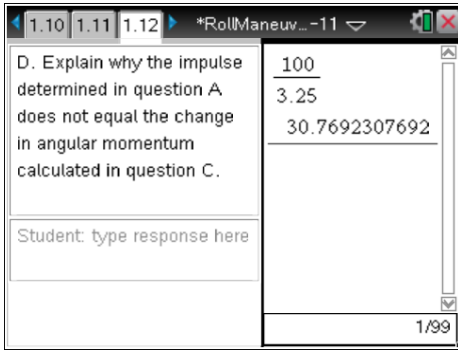 1.10 1.11 1.12 *RollManeuv...-11
D. Explain why the impulse
determined in question A
does not equal the change
in angular momentum
calculated in question C.
Student: type response here
100
3.25
30.7692307692
1/99